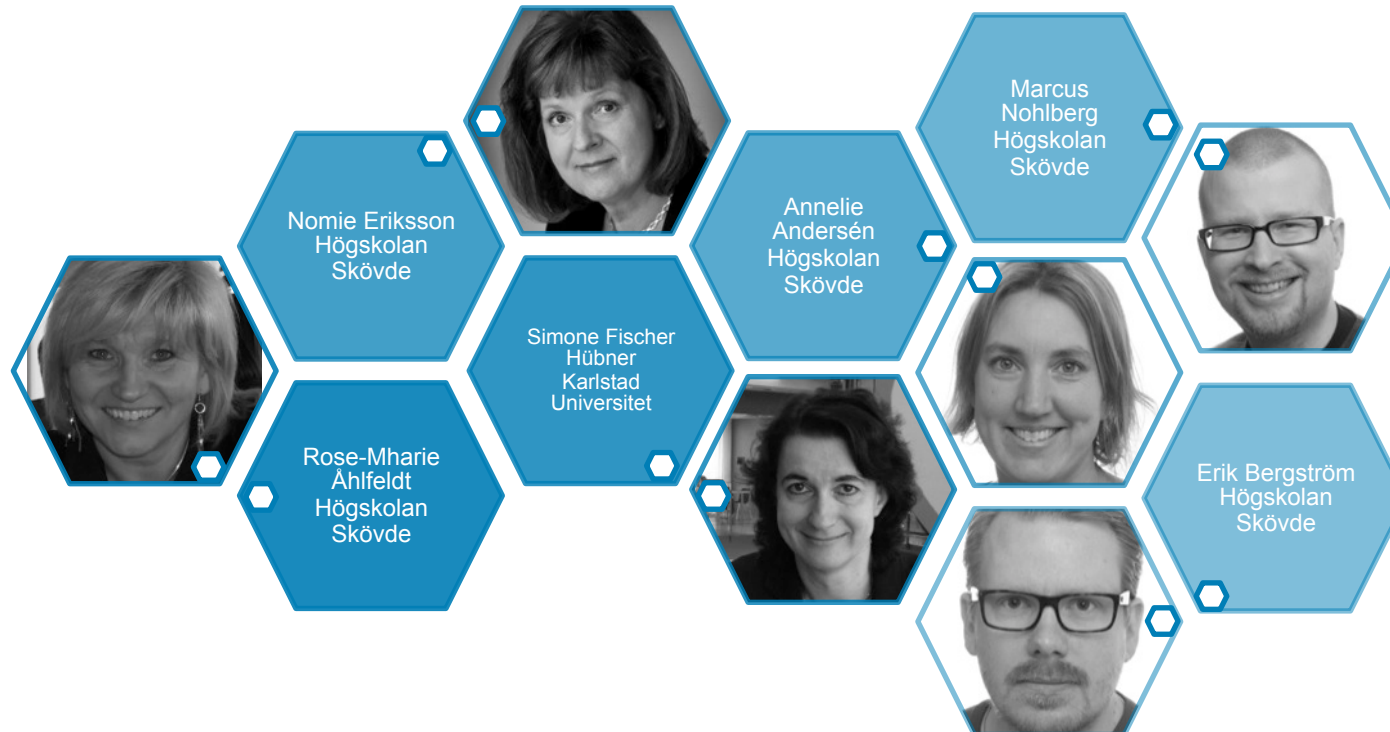 Marcus
Nohlberg
Högskolan
Skövde
Nomie Eriksson
Högskolan
Skövde
Annelie
Andersén
Högskolan
Skövde
Simone Fischer
Hübner
Karlstad
Universitet
Rose-Mharie
Åhlfeldt
Högskolan
Skövde
Erik Bergström
Högskolan
Skövde